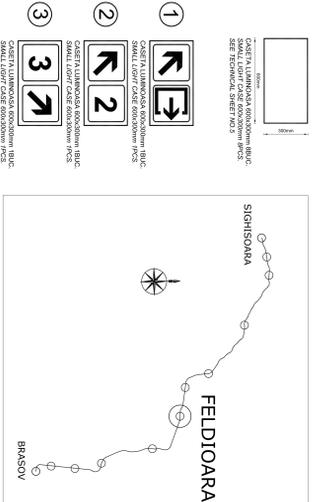 600mm
300mm
CASETA LUMINOASA 600x300mm 8BUC.
SMALL LIGHT CASE 600x300mm 8PCS.
SEE TECHNICAL SHEET NO.5
1
CASETA LUMINOASA 600x300mm 1BUC.
SMALL LIGHT CASE 600x300mm 1PCS.
2
2
CASETA LUMINOASA 600x300mm 1BUC.
SMALL LIGHT CASE 600x300mm 1PCS.
3
3
CASETA LUMINOASA 600x300mm 1BUC.
SMALL LIGHT CASE 600x300mm 1PCS.
SIGHISOARA
FELDIOARA
BRASOV